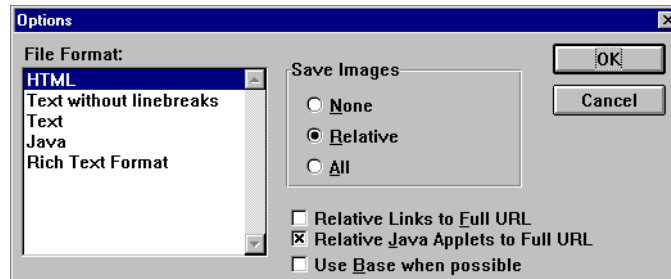 Options
File Format:
HTML
Text without linebreaks
Text
Java
Rich Text Format
Save Images
None
Relative
All
Relative Links to Full URL
Relative Java Applets to Full URL
Use Base when possible
OK
Cancel